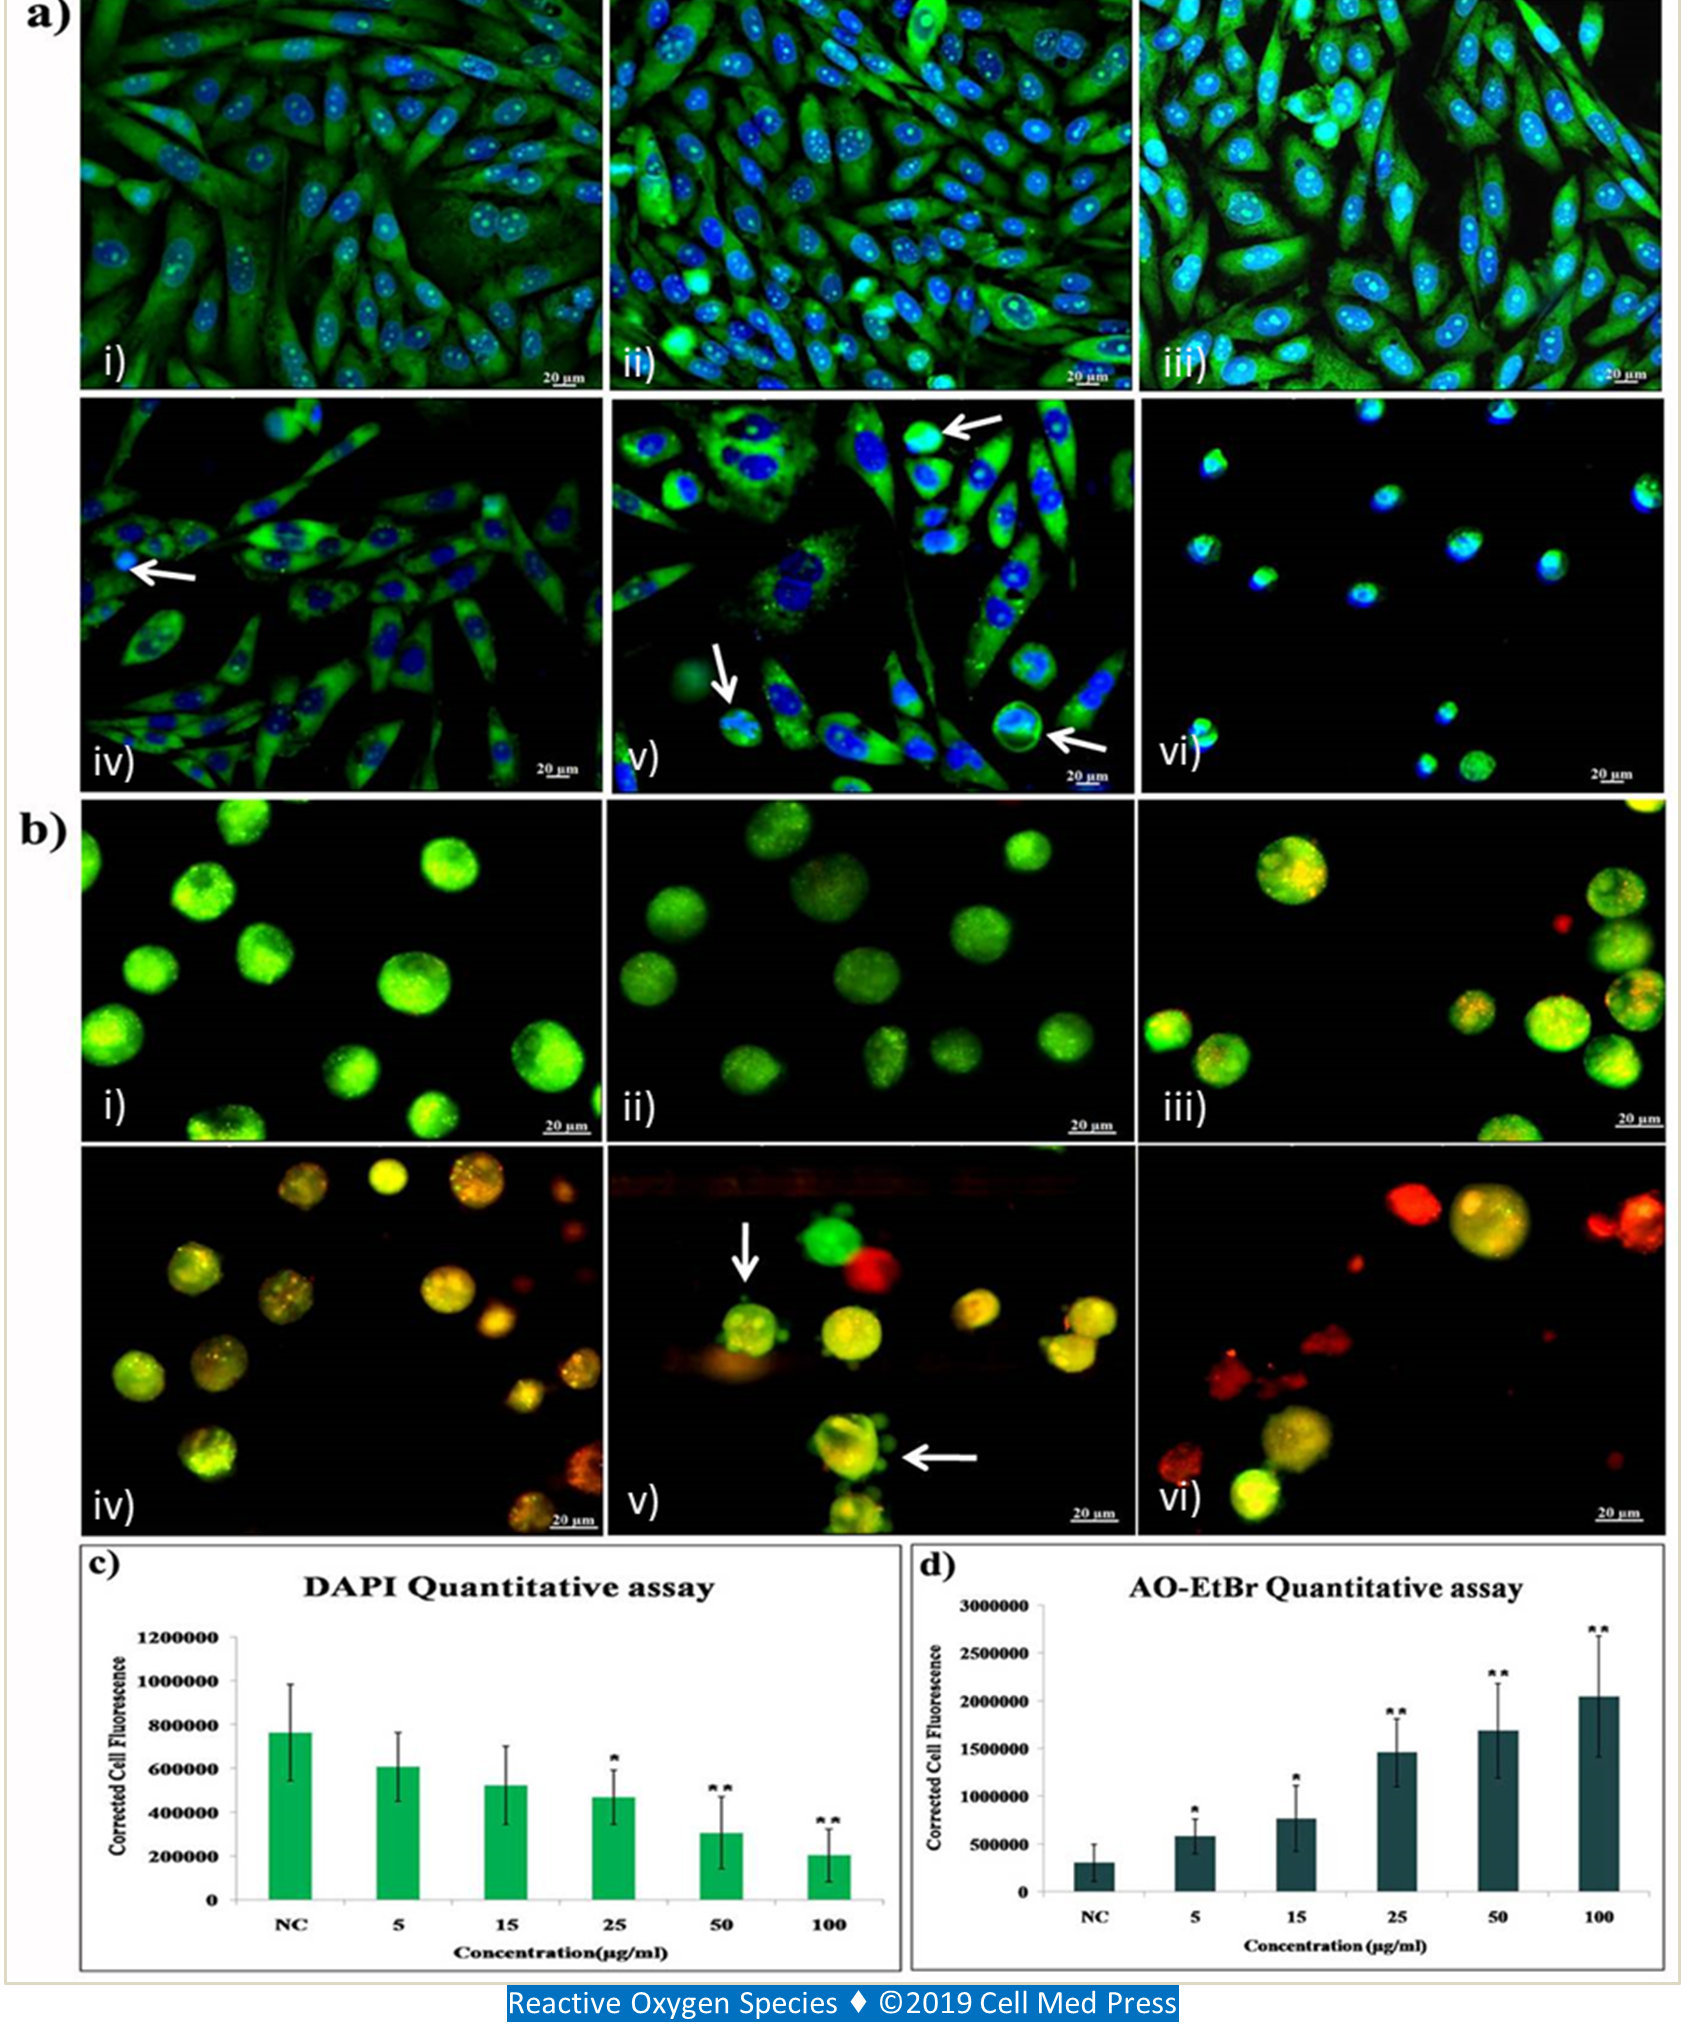 a)
i)
20 µm
ii)
20 µm
iii)
20 µm
iv)
20 µm
v)
20 µm
vi)
20 µm
b)
i)
20 µm
ii)
20 µm
iii)
20 µm
iv)
20 µm
v)
20 µm
vi)
20 µm
c)
DAPI Quantitative assay
Corrected Cell Fluorescence
1200000
1000000
800000
600000
400000
200000
0
*
**
**
NC 5 15 25 50 100
Concentration(µg/ml)
d)
AO-EtBr Quantitative assay
Corrected Cell Fluorescence
3000000
2500000
2000000
1500000
1000000
500000
0
*
*
**
**
**
NC 5 15 25 50 100
Concentration (µg/ml)
Reactive Oxygen Species ♦ ©2019 Cell Med Press